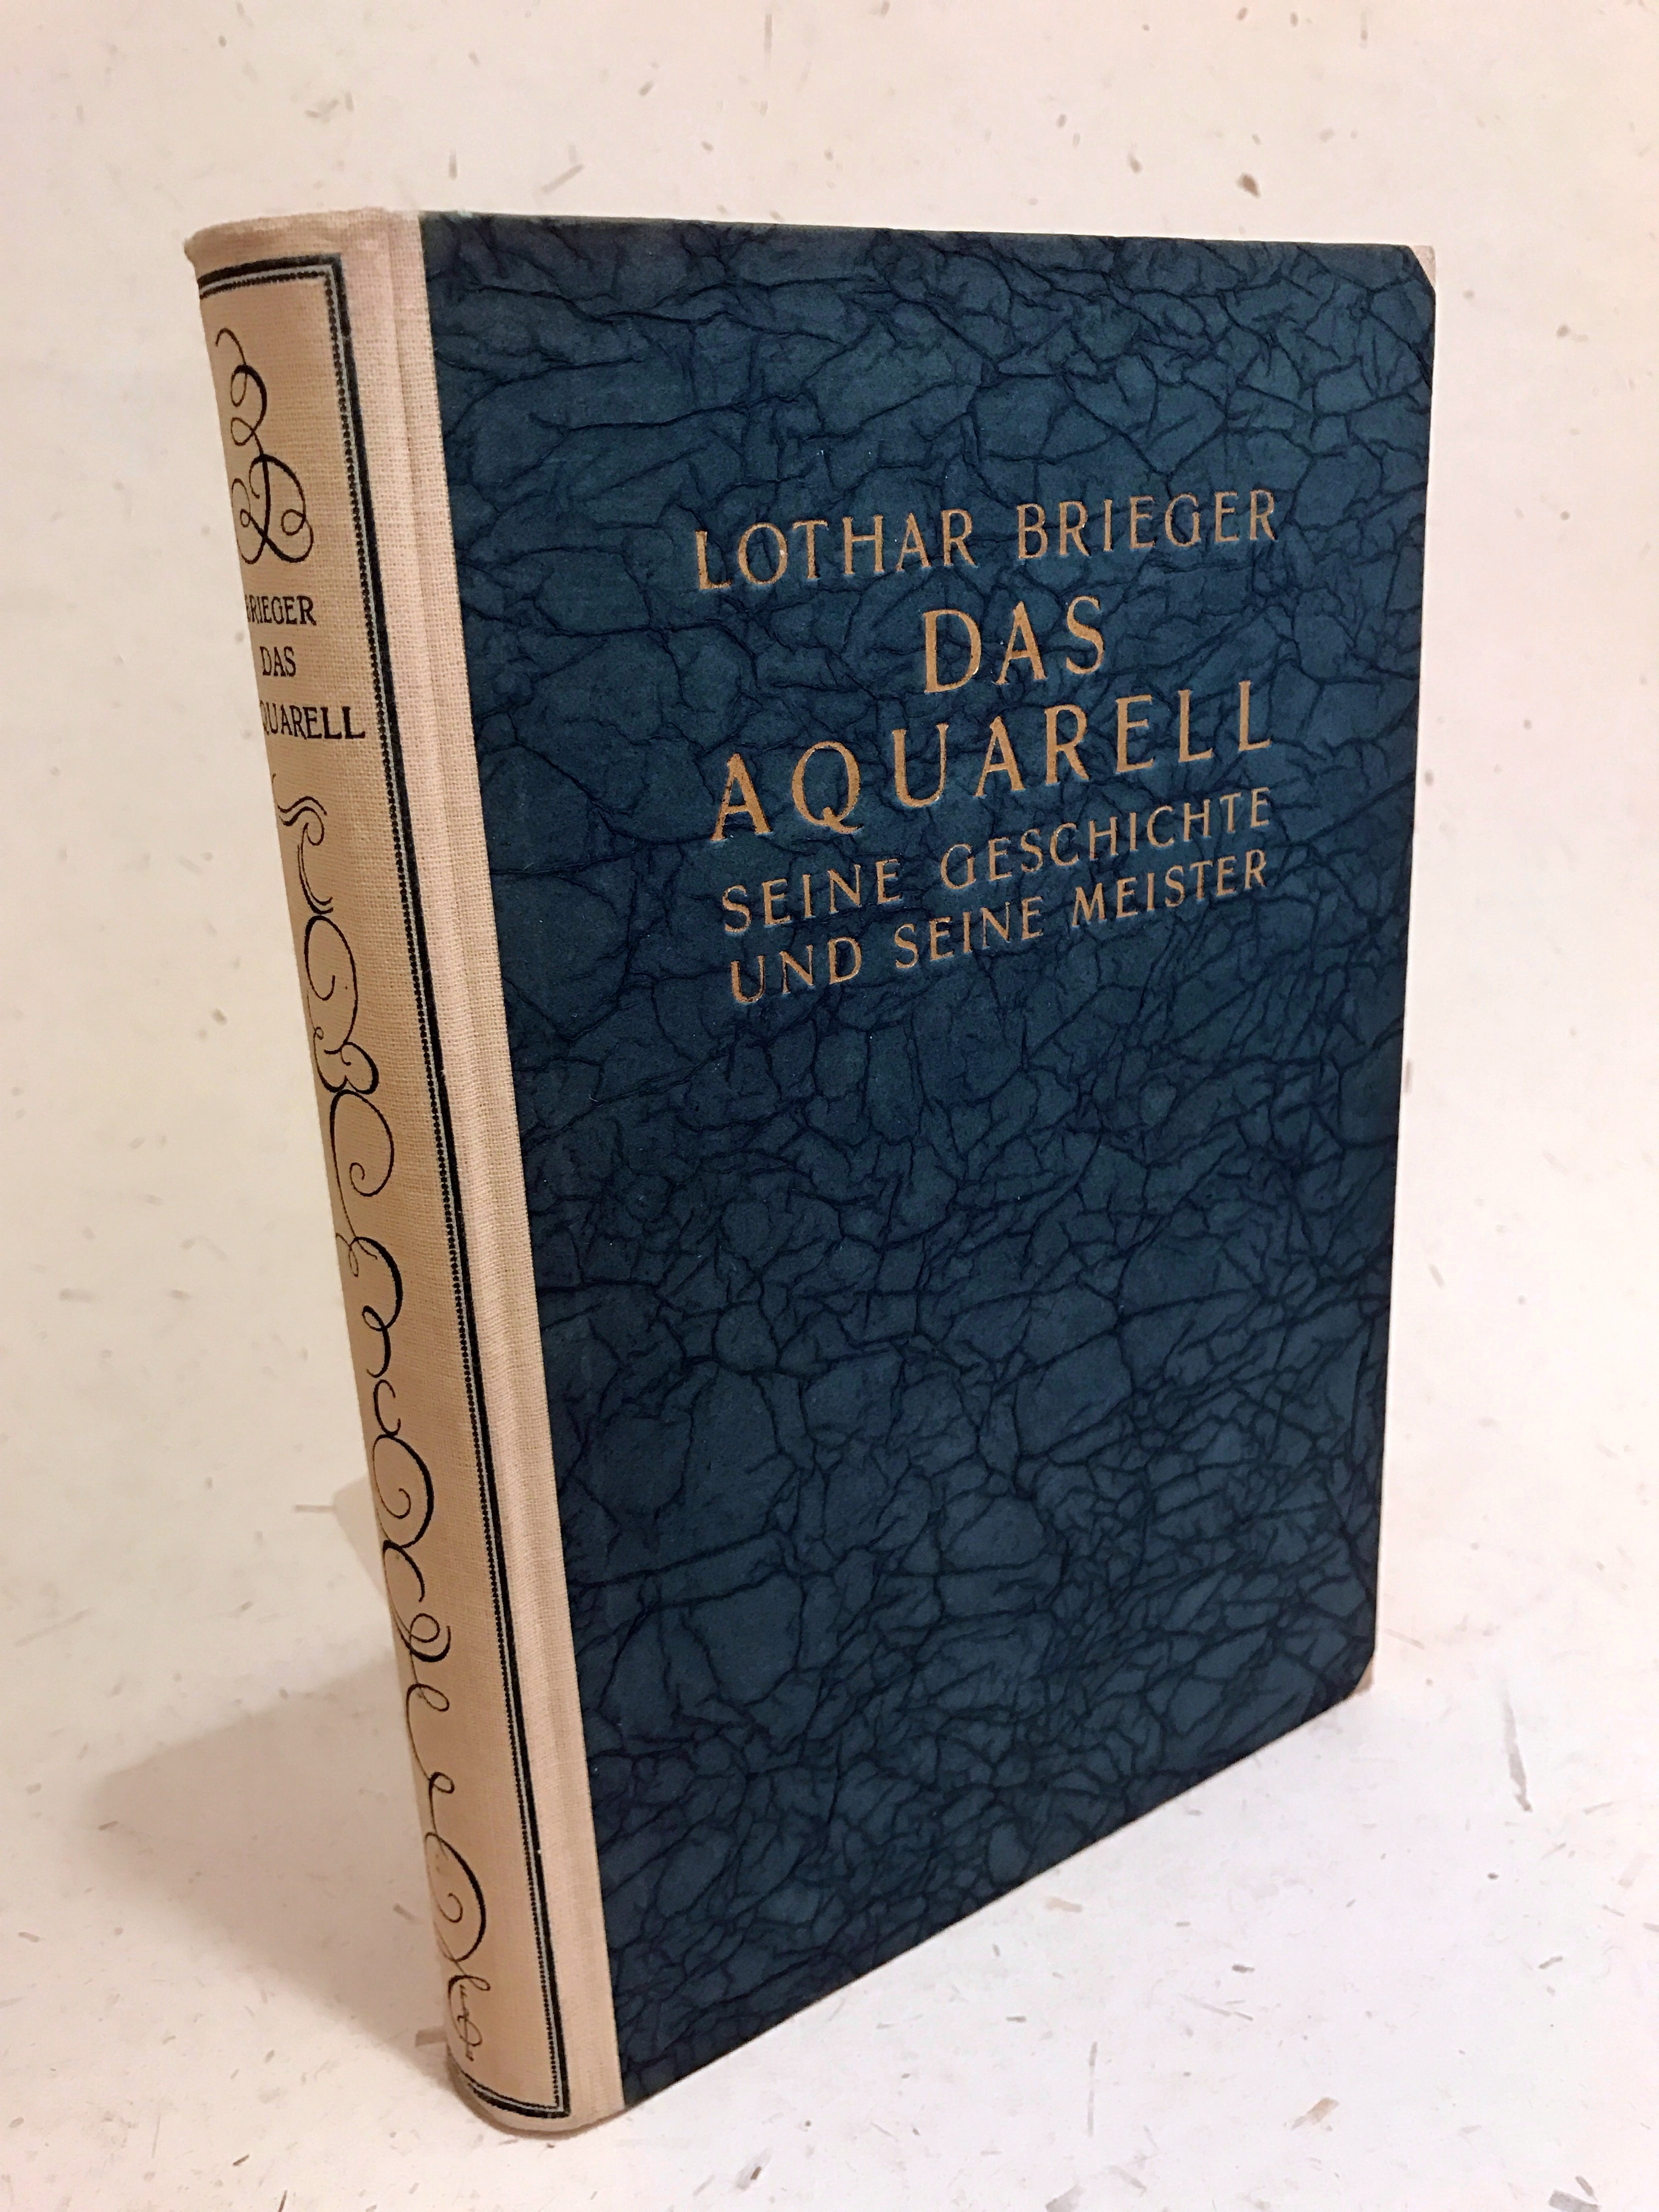 LOTHAR BRIEGER
DAS
AQUARELL
SEINE GESCHICHTE
UND SEINE MEISTER
BRIEGER
DAS
AQUARELL